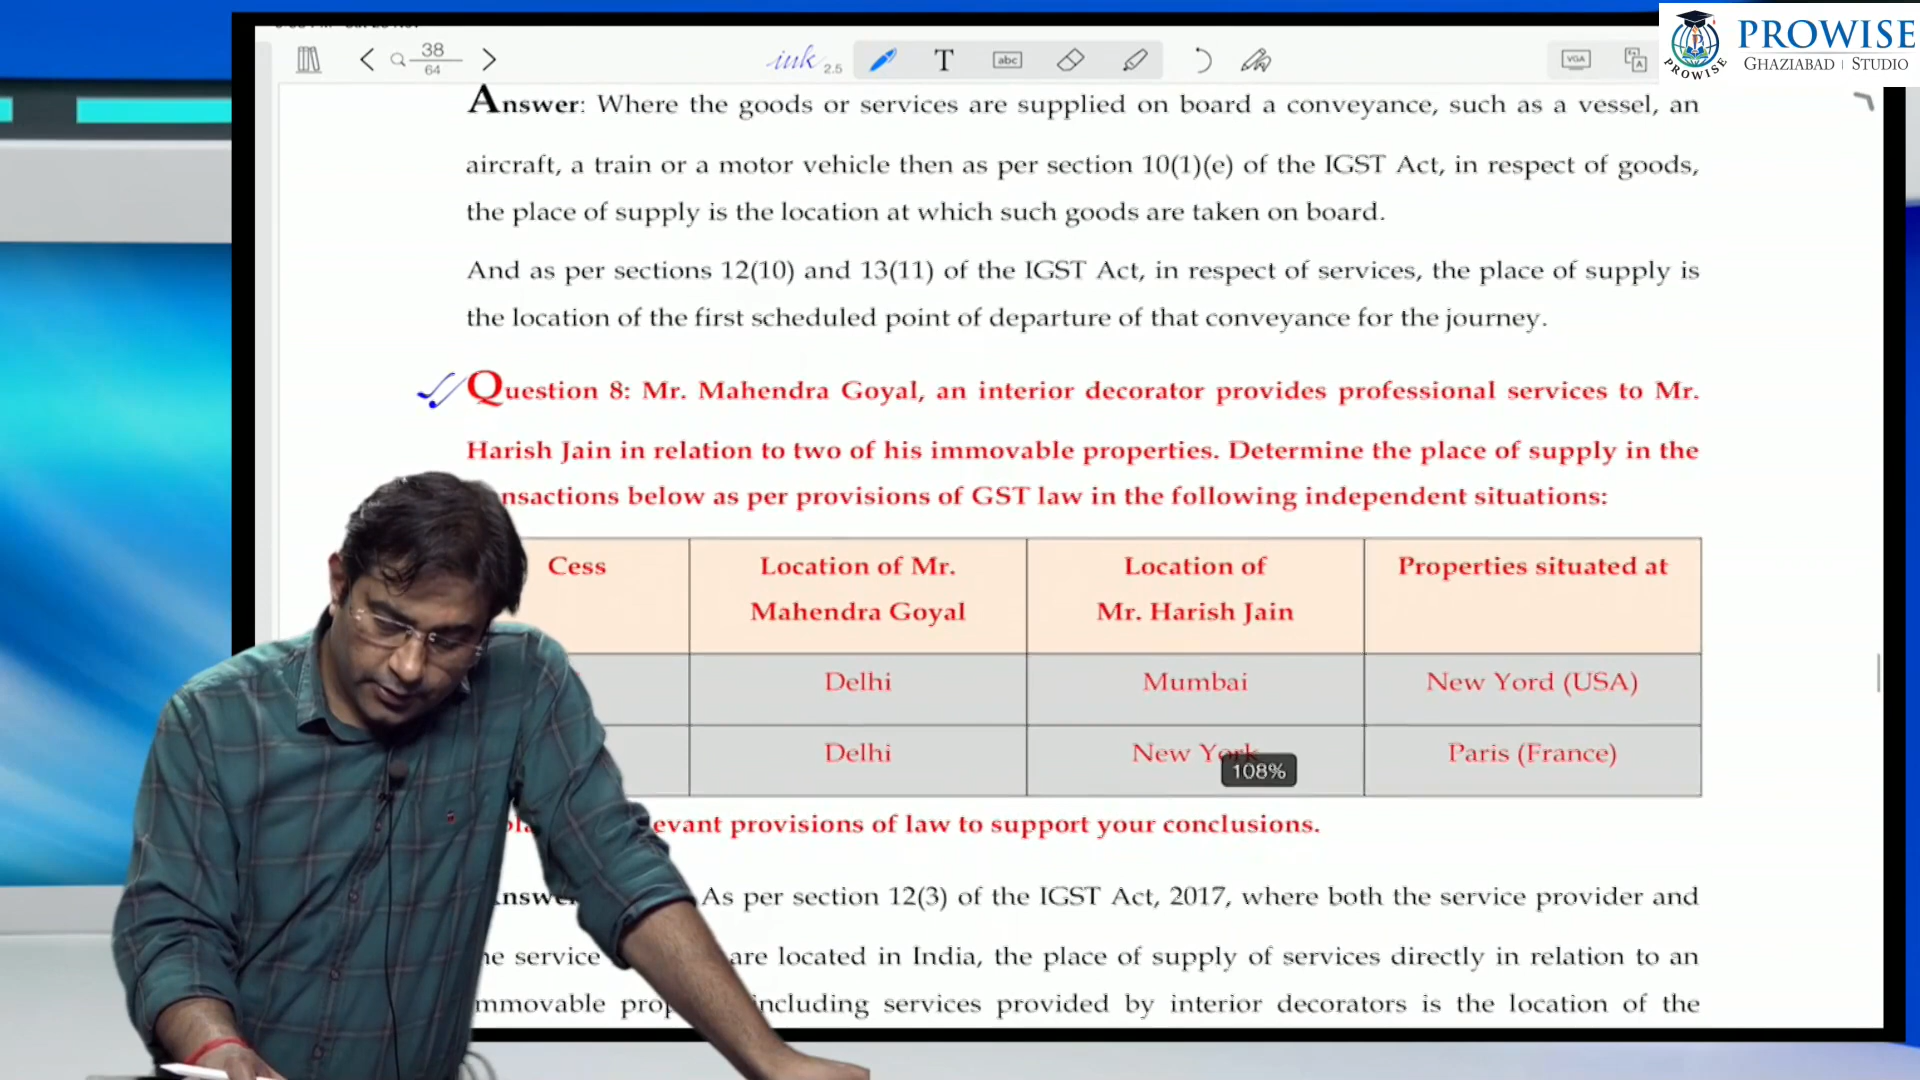 PROWISE
GHAZIABAD | STUDIO
PROWISE
38
64
ink 2.5
T
abc
VGA
A
Answer: Where the goods or services are supplied on board a conveyance, such as a vessel, an
aircraft, a train or a motor vehicle then as per section 10(1)(e) of the IGST Act, in respect of goods,
the place of supply is the location at which such goods are taken on board.
And as per sections 12(10) and 13(11) of the IGST Act, in respect of services, the place of supply is
the location of the first scheduled point of departure of that conveyance for the journey.
Question 8: Mr. Mahendra Goyal, an interior decorator provides professional services to Mr.
Harish Jain in relation to two of his immovable properties. Determine the place of supply in the
nsactions below as per provisions of GST law in the following independent situations:
Cess
Location of Mr. Mahendra Goyal
Location of Mr. Harish Jain
Properties situated at
Delhi
Mumbai
New Yord (USA)
Delhi
New York
Paris (France)
108%
evant provisions of law to support your conclusions.
As per section 12(3) of the IGST Act, 2017, where both the service provider and
he service are located in India, the place of supply of services directly in relation to an
mmovable prop including services provided by interior decorators is the location of the